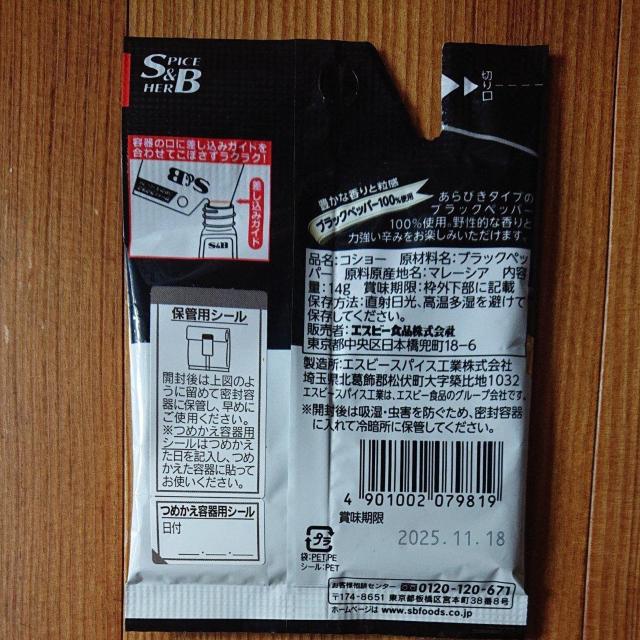 SPICE
&
HERB
S&B
容器の口に差し込みガイドを
合わせてこぼさずラクラク!
S&B
差し込みガイド
S&B
保管用シール
開封後は上図のよ
うに留めて密封容
器に保管し、早めに
ご使用ください。
※つめかえ容器用
シールはつめかえ
た日を記入し、つめ
かえた容器に貼って
お使いください。
つめかえ容器用シール
日付
切り口
豊かな香りと粒感
ブラックペッパー100%使用
あらびきタイプの
ブラックペッパー
100%使用。野性的な香りと
力強い辛みをお楽しみいただけます。
品名:コショー 原材料名:ブラックペッ
パー 原料原産地名:マレーシア 内容
量:14g 賞味期限:枠外下部に記載
保存方法:直射日光、高温多湿を避けて
保存してください。
販売者:エスビー食品株式会社
東京都中央区日本橋兜町18-6
製造所:エスビースパイス工業株式会社
埼玉県北葛飾郡松伏町大字築比地1032
エスビースパイス工業は、エスビー食品のグループ会社です。
※開封後は吸湿・虫害を防ぐため、密封容器
に入れて冷暗所に保管してください。
4 901002 079819
賞味期限
2025.11.18
プラ
袋:PET,PE
シール:PET
お客様相談センター 0120-120-671
〒174-8651 東京都板橋区宮本町38番8号
ホームページは www.sbfoods.co.jp